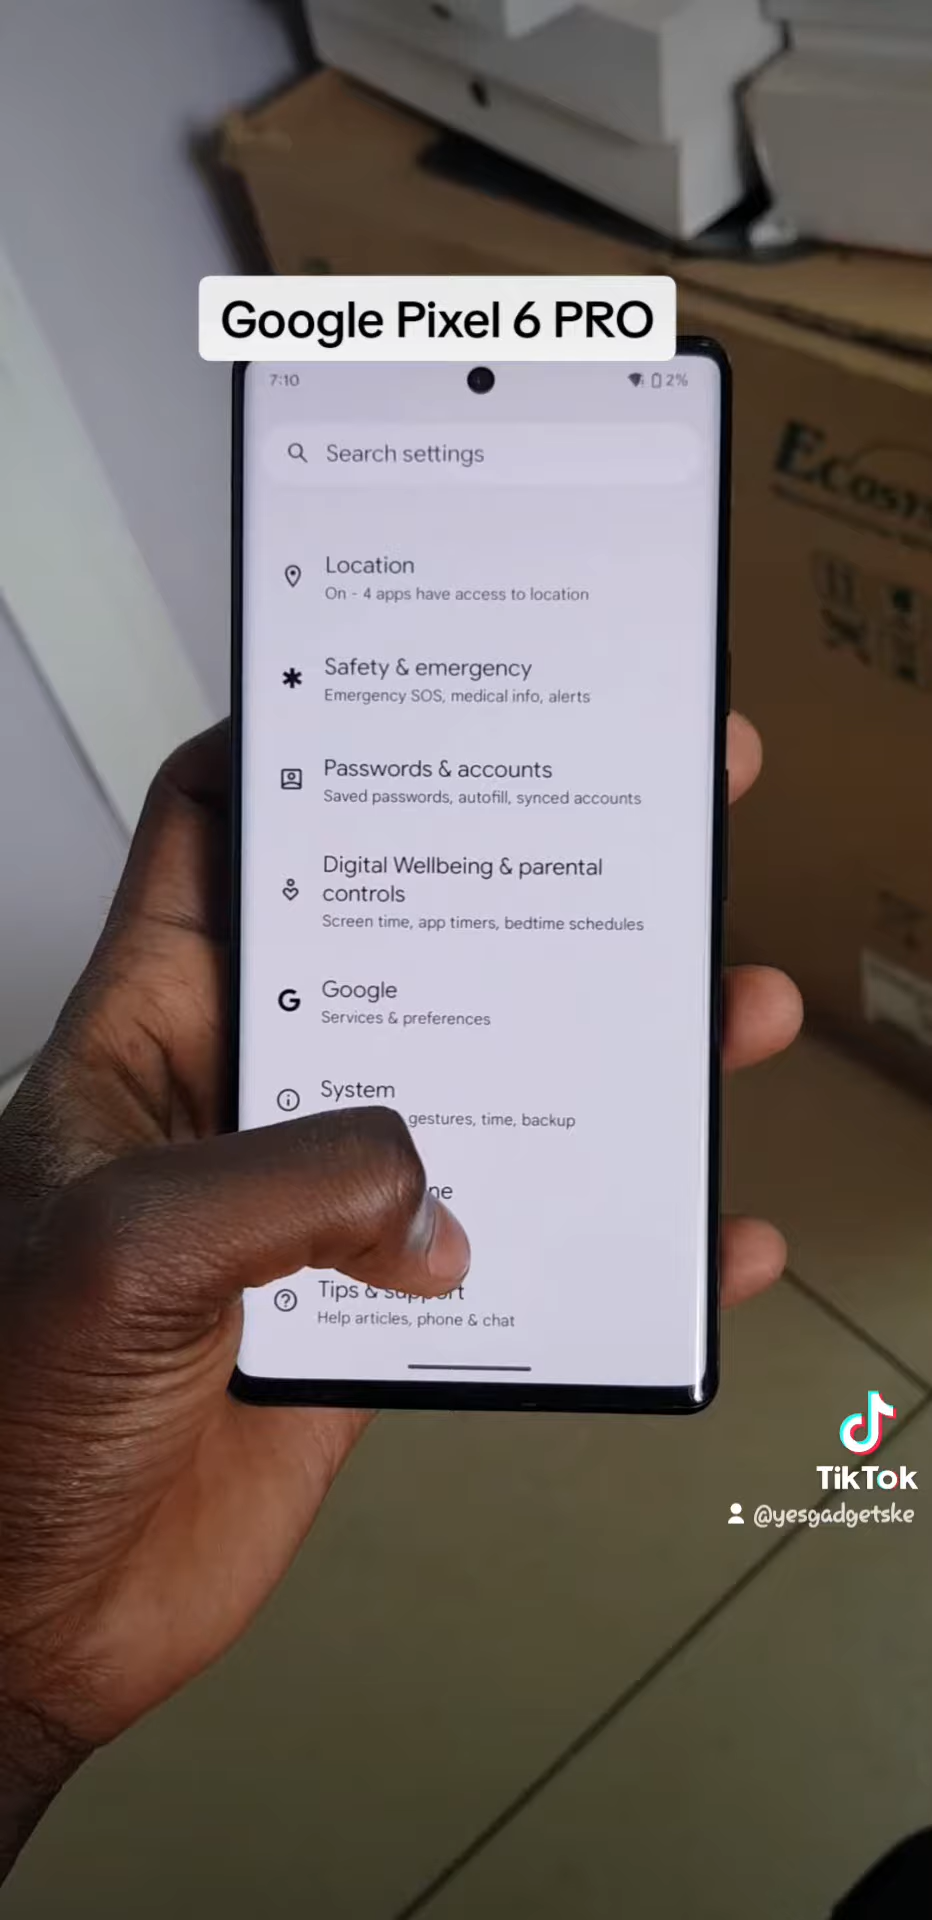 Google Pixel 6 PRO
7:10
2%
Search settings
Location
On - 4 apps have access to location
Safety & emergency
Emergency SOS, medical info, alerts
Passwords & accounts
Saved passwords, autofill, synced accounts
Digital Wellbeing & parental
controls
Screen time, app timers, bedtime schedules
Google
Services & preferences
System
gestures, time, backup
Tips & support
Help articles, phone & chat
TikTok
@yesgadgetske